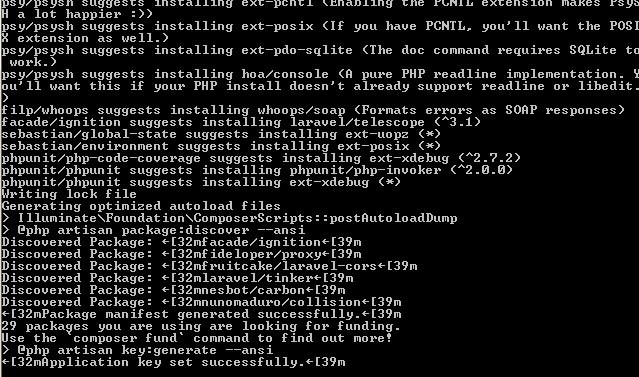 psy/psysh suggests installing ext-pcntl (Enabling the PCNTL extension makes PsyS
H a lot happier :))
psy/psysh suggests installing ext-posix (If you have PCNTL, you'll want the POSI
X extension as well.)
psy/psysh suggests installing ext-pdo-sqlite (The doc command requires SQLite to
 work.)
psy/psysh suggests installing hoa/console (A pure PHP readline implementation. Y
ou'll want this if your PHP install doesn't already support readline or libedit.
)
filp/whoops suggests installing whoops/soap (Formats errors as SOAP responses)
facade/ignition suggests installing laravel/telescope (^3.1)
sebastian/global-state suggests installing ext-uopz (*)
sebastian/environment suggests installing ext-posix (*)
phpunit/php-code-coverage suggests installing ext-xdebug (^2.7.2)
phpunit/phpunit suggests installing phpunit/php-invoker (^2.0.0)
phpunit/phpunit suggests installing ext-xdebug (*)
Writing lock file
Generating optimized autoload files
> Illuminate\Foundation\ComposerScripts::postAutoloadDump
> @php artisan package:discover --ansi
Discovered Package: ←[32mfacade/ignition←[39m
Discovered Package: ←[32mfideloper/proxy←[39m
Discovered Package: ←[32mfruitcake/laravel-cors←[39m
Discovered Package: ←[32mlaravel/tinker←[39m
Discovered Package: ←[32mnesbot/carbon←[39m
Discovered Package: ←[32mnunomaduro/collision←[39m
←[32mPackage manifest generated successfully.←[39m
29 packages you are using are looking for funding.
Use the `composer fund` command to find out more!
> @php artisan key:generate --ansi
←[32mApplication key set successfully.←[39m